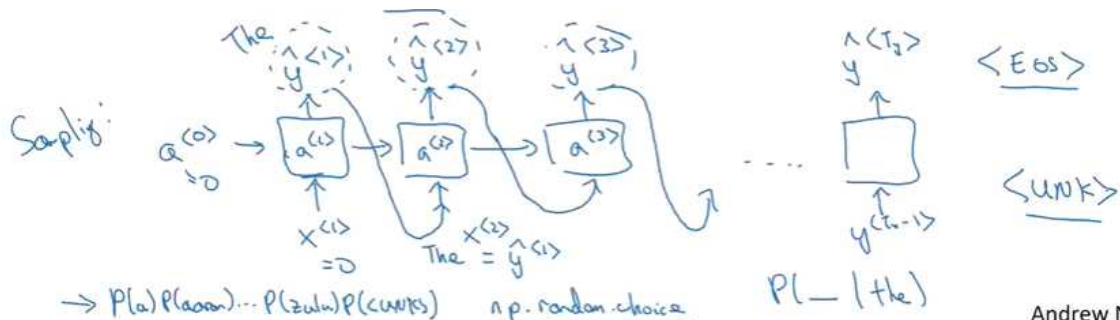 The
ŷ<1> ŷ<2> ŷ<3> ŷ<Ty> <EOS>
Sampling: a<0> → a<1> → a<2> → a<3> ....
=0
<UNK>
x<1> x<2> y<Ty-1>
=0 The = ŷ<1>
→ P(a)P(aaron)...P(zulu)P(<UNK>) np.random.choice P(_|the)
Andrew